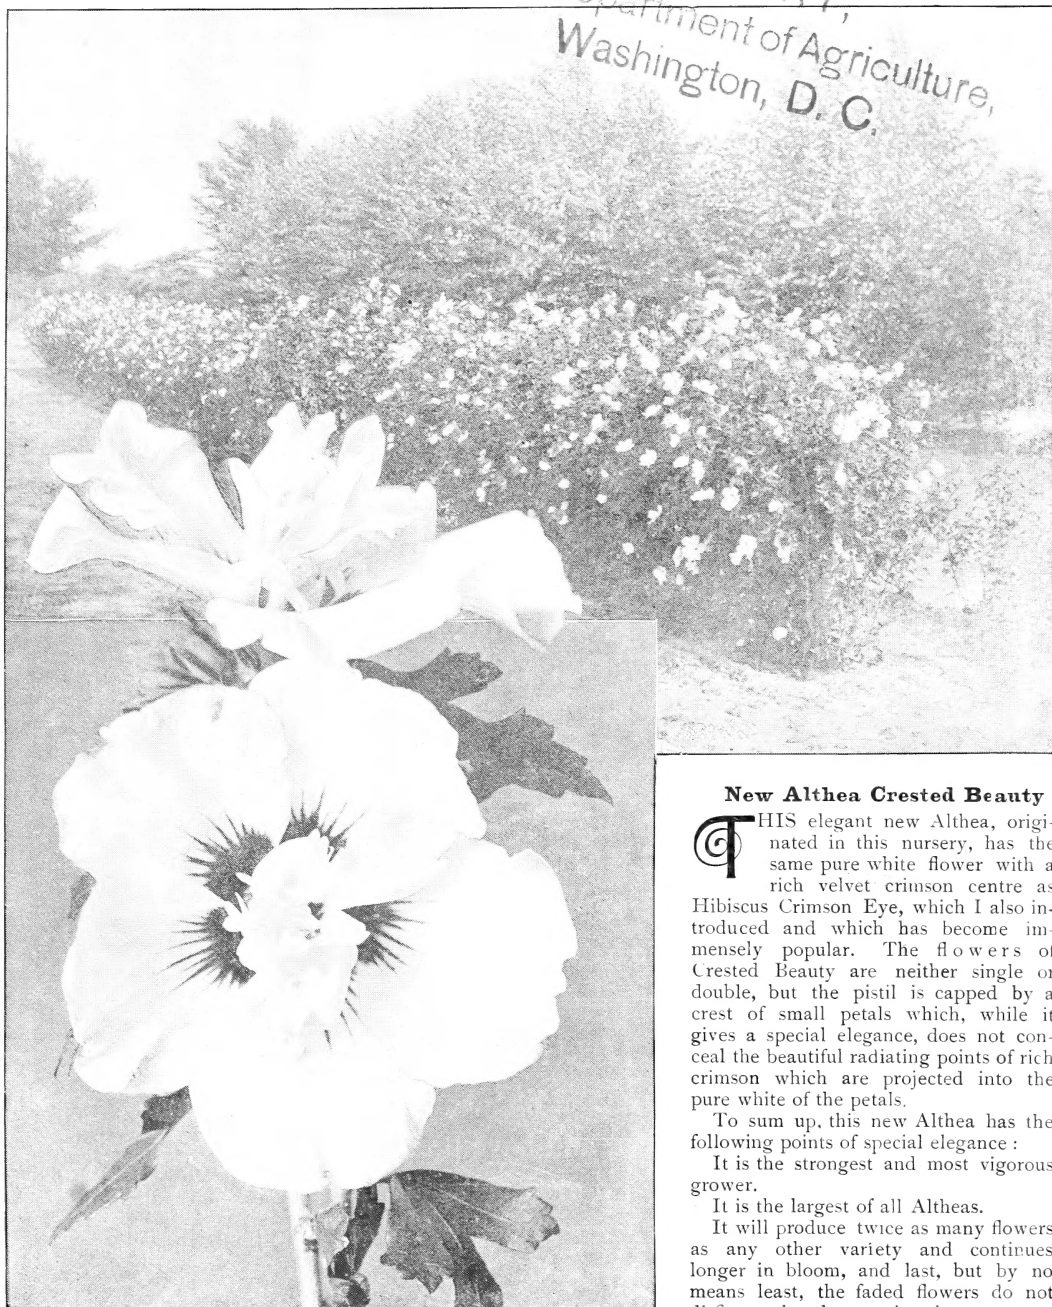 Department of Agriculture,
Washington, D. C.
New Althea Crested Beauty
THIS elegant new Althea, origi-
nated in this nursery, has the
same pure white flower with a
rich velvet crimson centre as
Hibiscus Crimson Eye, which I also in-
troduced and which has become im-
mensely popular. The flowers of
Crested Beauty are neither single or
double, but the pistil is capped by a
crest of small petals which, while it
gives a special elegance, does not con-
ceal the beautiful radiating points of rich
crimson which are projected into the
pure white of the petals.
To sum up, this new Althea has the
following points of special elegance :
It is the strongest and most vigorous
grower.
It is the largest of all Altheas.
It will produce twice as many flowers
as any other variety and continues
longer in bloom, and last, but by no
means least, the faded flowers do not